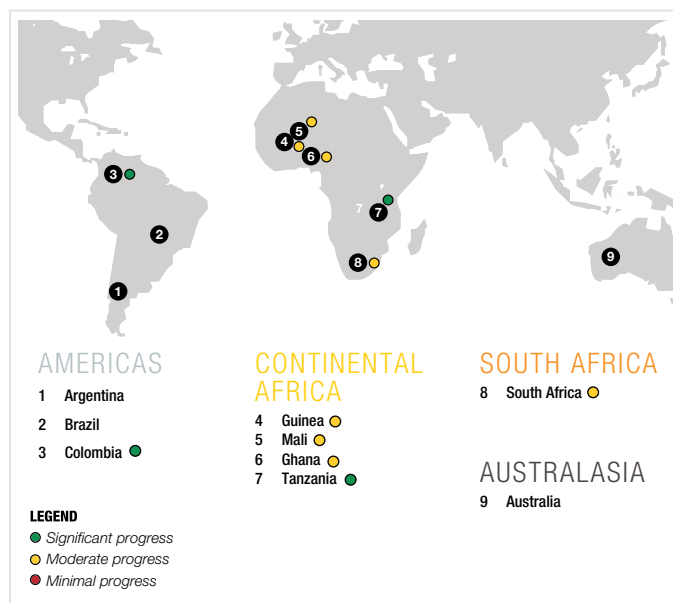 5
4
6
3
7
7
2
8
9
1
AMERICAS
1 Argentina
2 Brazil
3 Colombia
CONTINENTAL
AFRICA
4 Guinea
5 Mali
6 Ghana
7 Tanzania
SOUTH AFRICA
8 South Africa
AUSTRALASIA
9 Australia
LEGEND
Significant progress
Moderate progress
Minimal progress